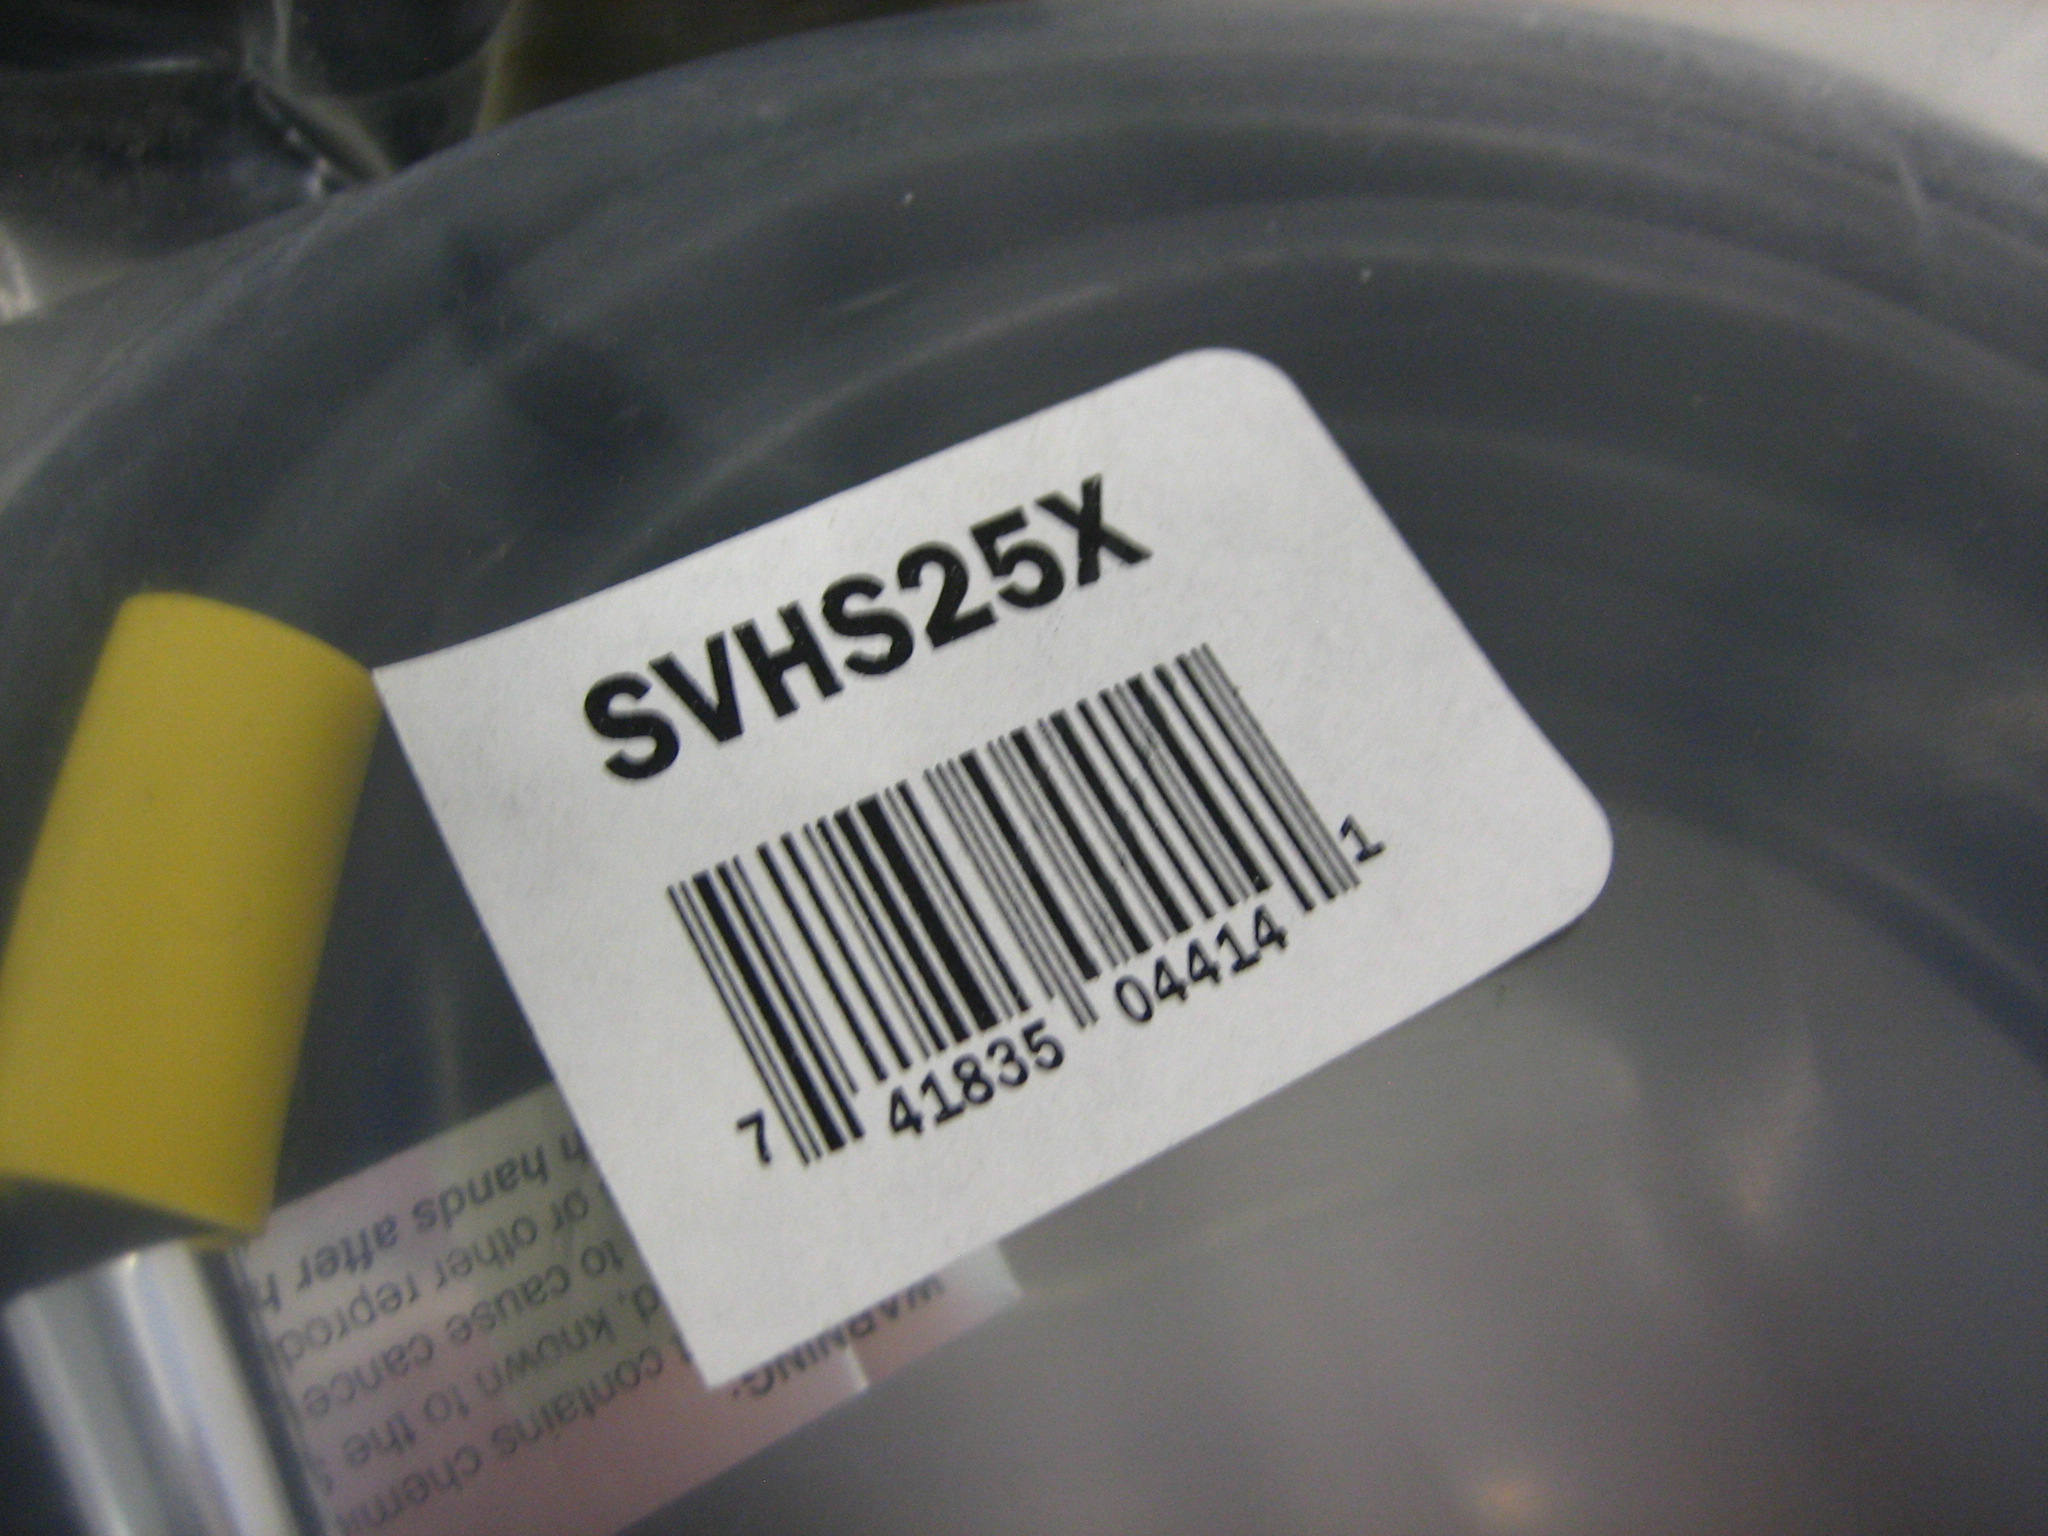 SVHS25X
7 41835 04414 1
WARNING:
contains chemi
known to the
to cause cance
or other reprod
hands after h